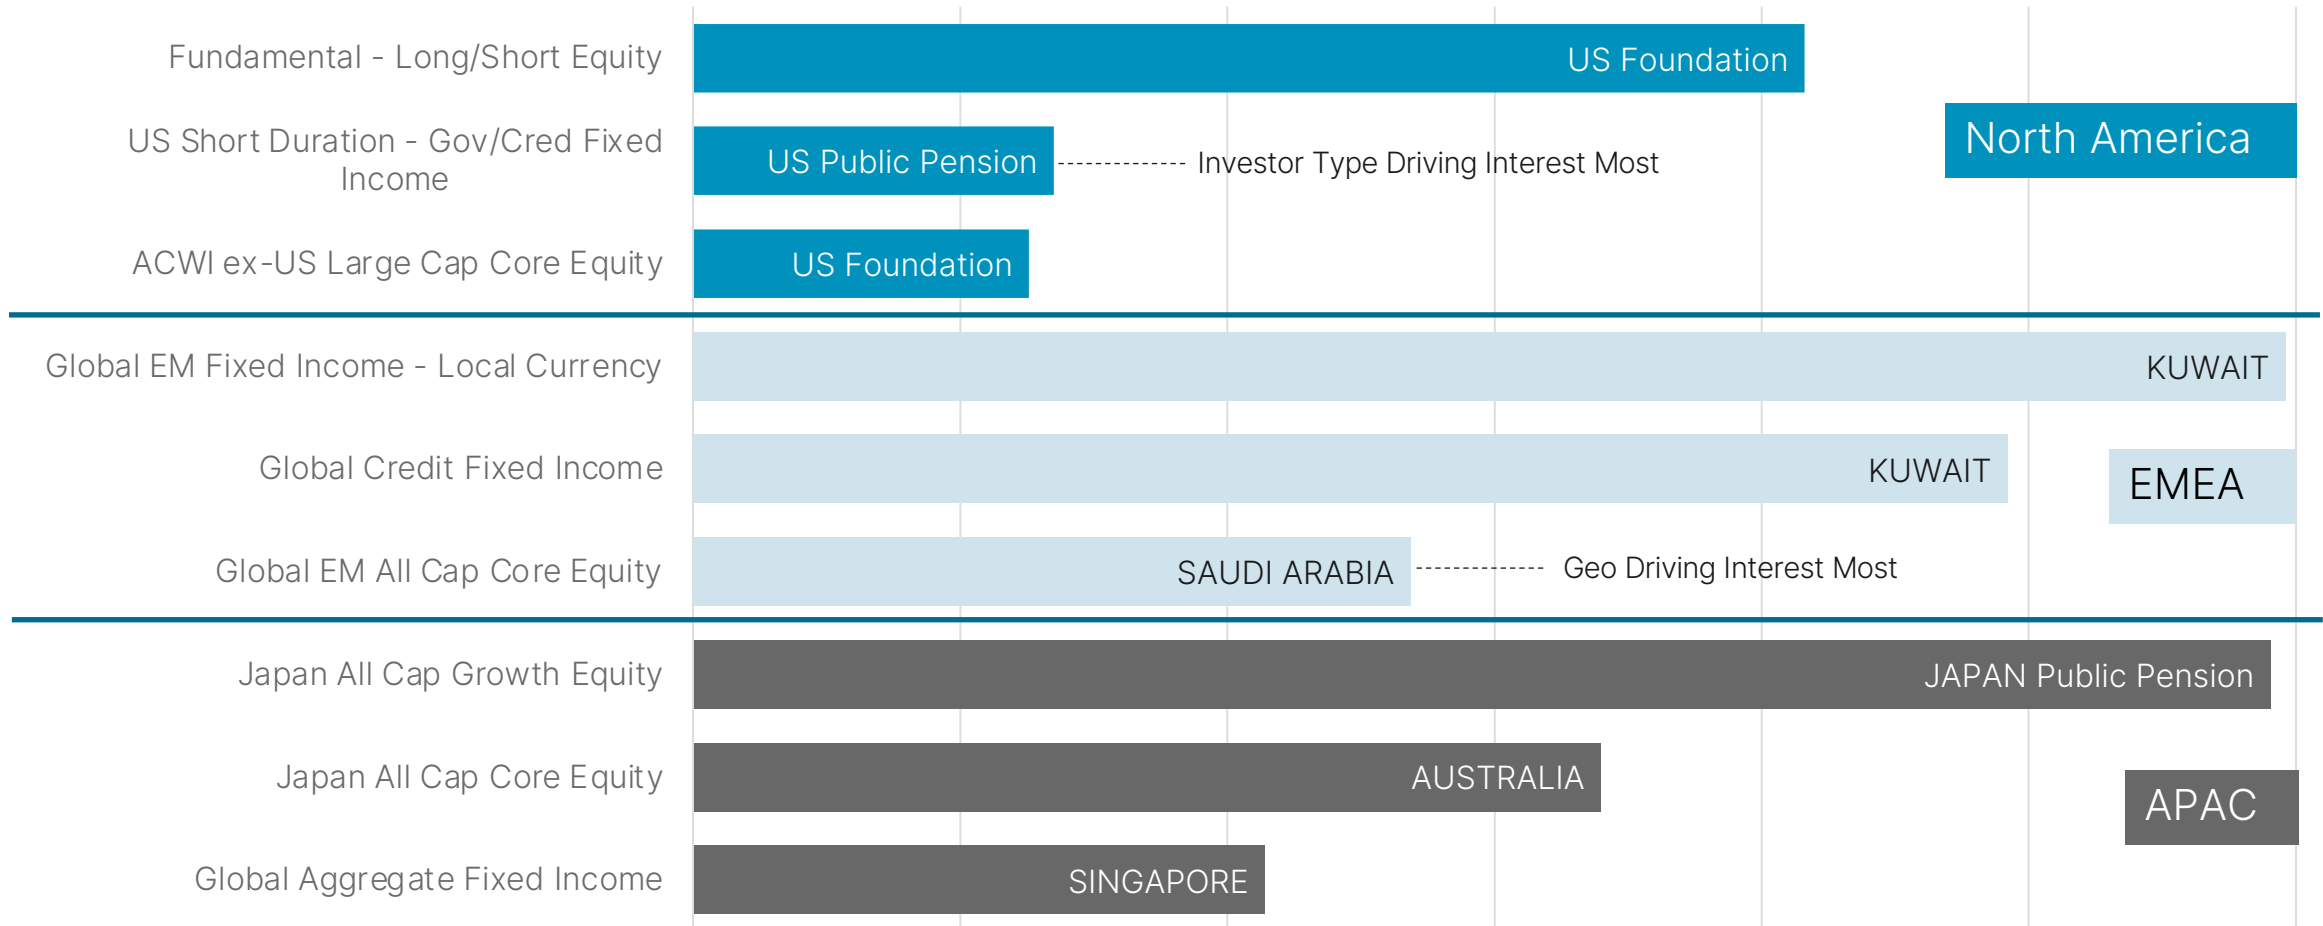 Fundamental - Long/Short Equity
US Foundation
North America
US Short Duration - Gov/Cred Fixed
Income
US Public Pension
Investor Type Driving Interest Most
ACWI ex-US Large Cap Core Equity
US Foundation
Global EM Fixed Income - Local Currency
KUWAIT
Global Credit Fixed Income
KUWAIT
EMEA
Global EM All Cap Core Equity
SAUDI ARABIA
Geo Driving Interest Most
Japan All Cap Growth Equity
JAPAN Public Pension
Japan All Cap Core Equity
AUSTRALIA
APAC
Global Aggregate Fixed Income
SINGAPORE